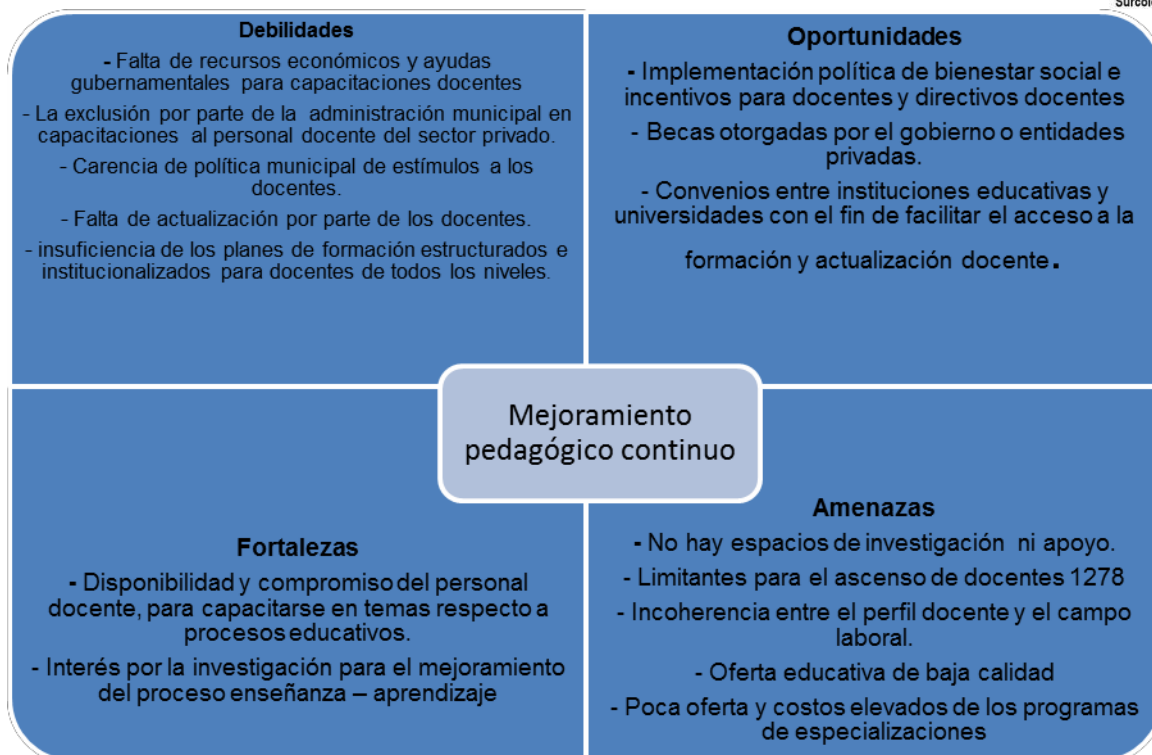 Surcolo
Debilidades
- Falta de recursos económicos y ayudas
gubernamentales para capacitaciones docentes
- La exclusión por parte de la administración municipal en
capacitaciones al personal docente del sector privado.
- Carencia de política municipal de estímulos a los
docentes.
- Falta de actualización por parte de los docentes.
- insuficiencia de los planes de formación estructurados e
institucionalizados para docentes de todos los niveles.
Oportunidades
- Implementación política de bienestar social e
incentivos para docentes y directivos docentes
- Becas otorgadas por el gobierno o entidades
privadas.
- Convenios entre instituciones educativas y
universidades con el fin de facilitar el acceso a la
formación y actualización docente.
Mejoramiento
pedagógico continuo
Fortalezas
- Disponibilidad y compromiso del personal
docente, para capacitarse en temas respecto a
procesos educativos.
- Interés por la investigación para el mejoramiento
del proceso enseñanza – aprendizaje
Amenazas
- No hay espacios de investigación ni apoyo.
- Limitantes para el ascenso de docentes 1278
- Incoherencia entre el perfil docente y el campo
laboral.
- Oferta educativa de baja calidad
- Poca oferta y costos elevados de los programas
de especializaciones